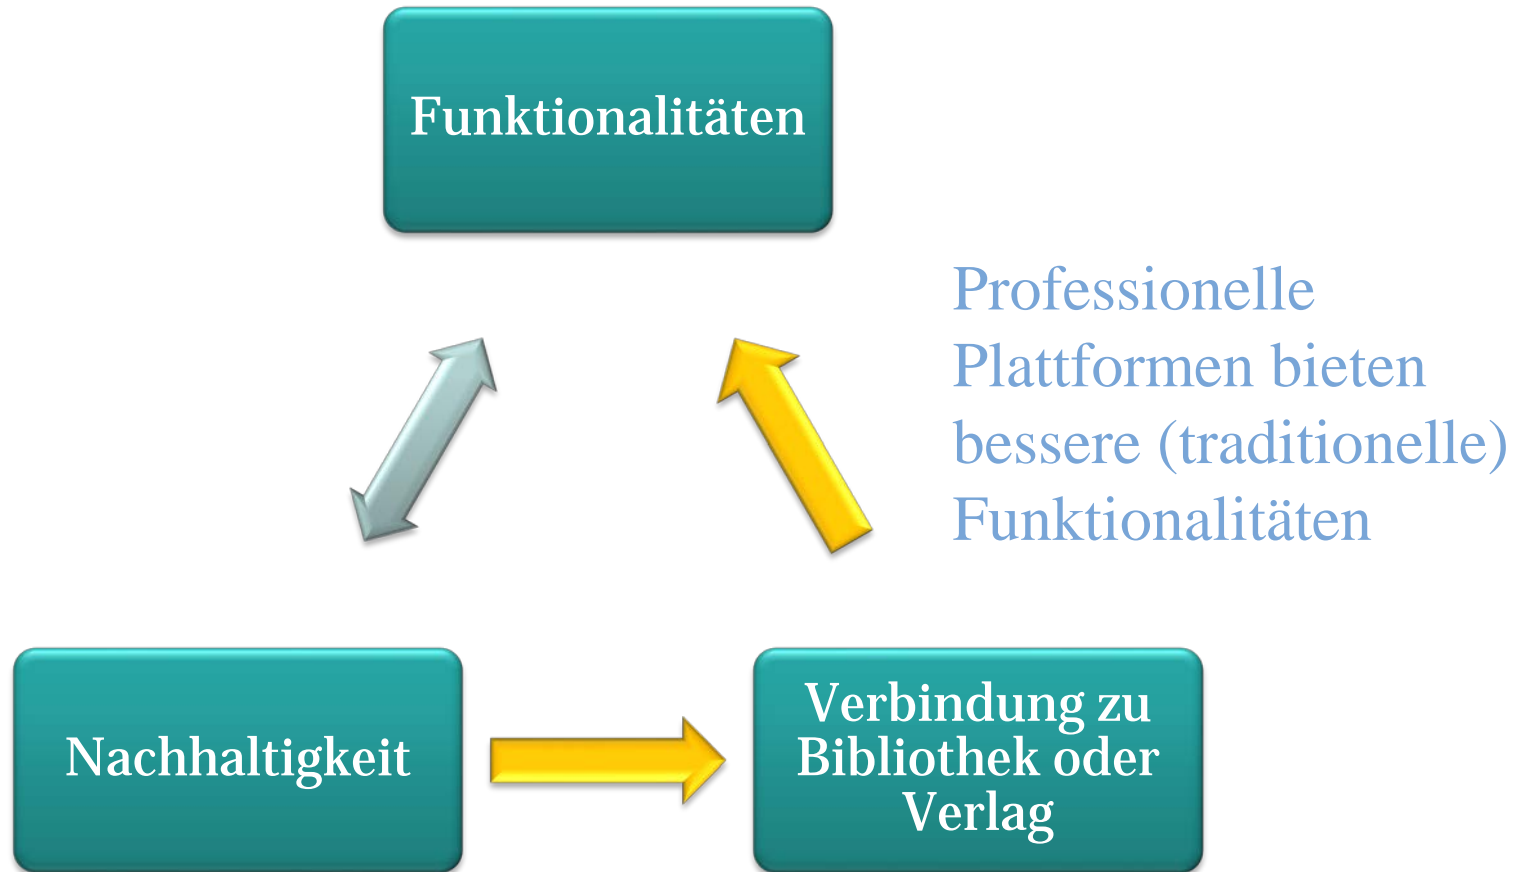 Funktionalitäten
Professionelle
Plattformen bieten
bessere (traditionelle)
Funktionalitäten
Nachhaltigkeit
Verbindung zu
Bibliothek oder
Verlag